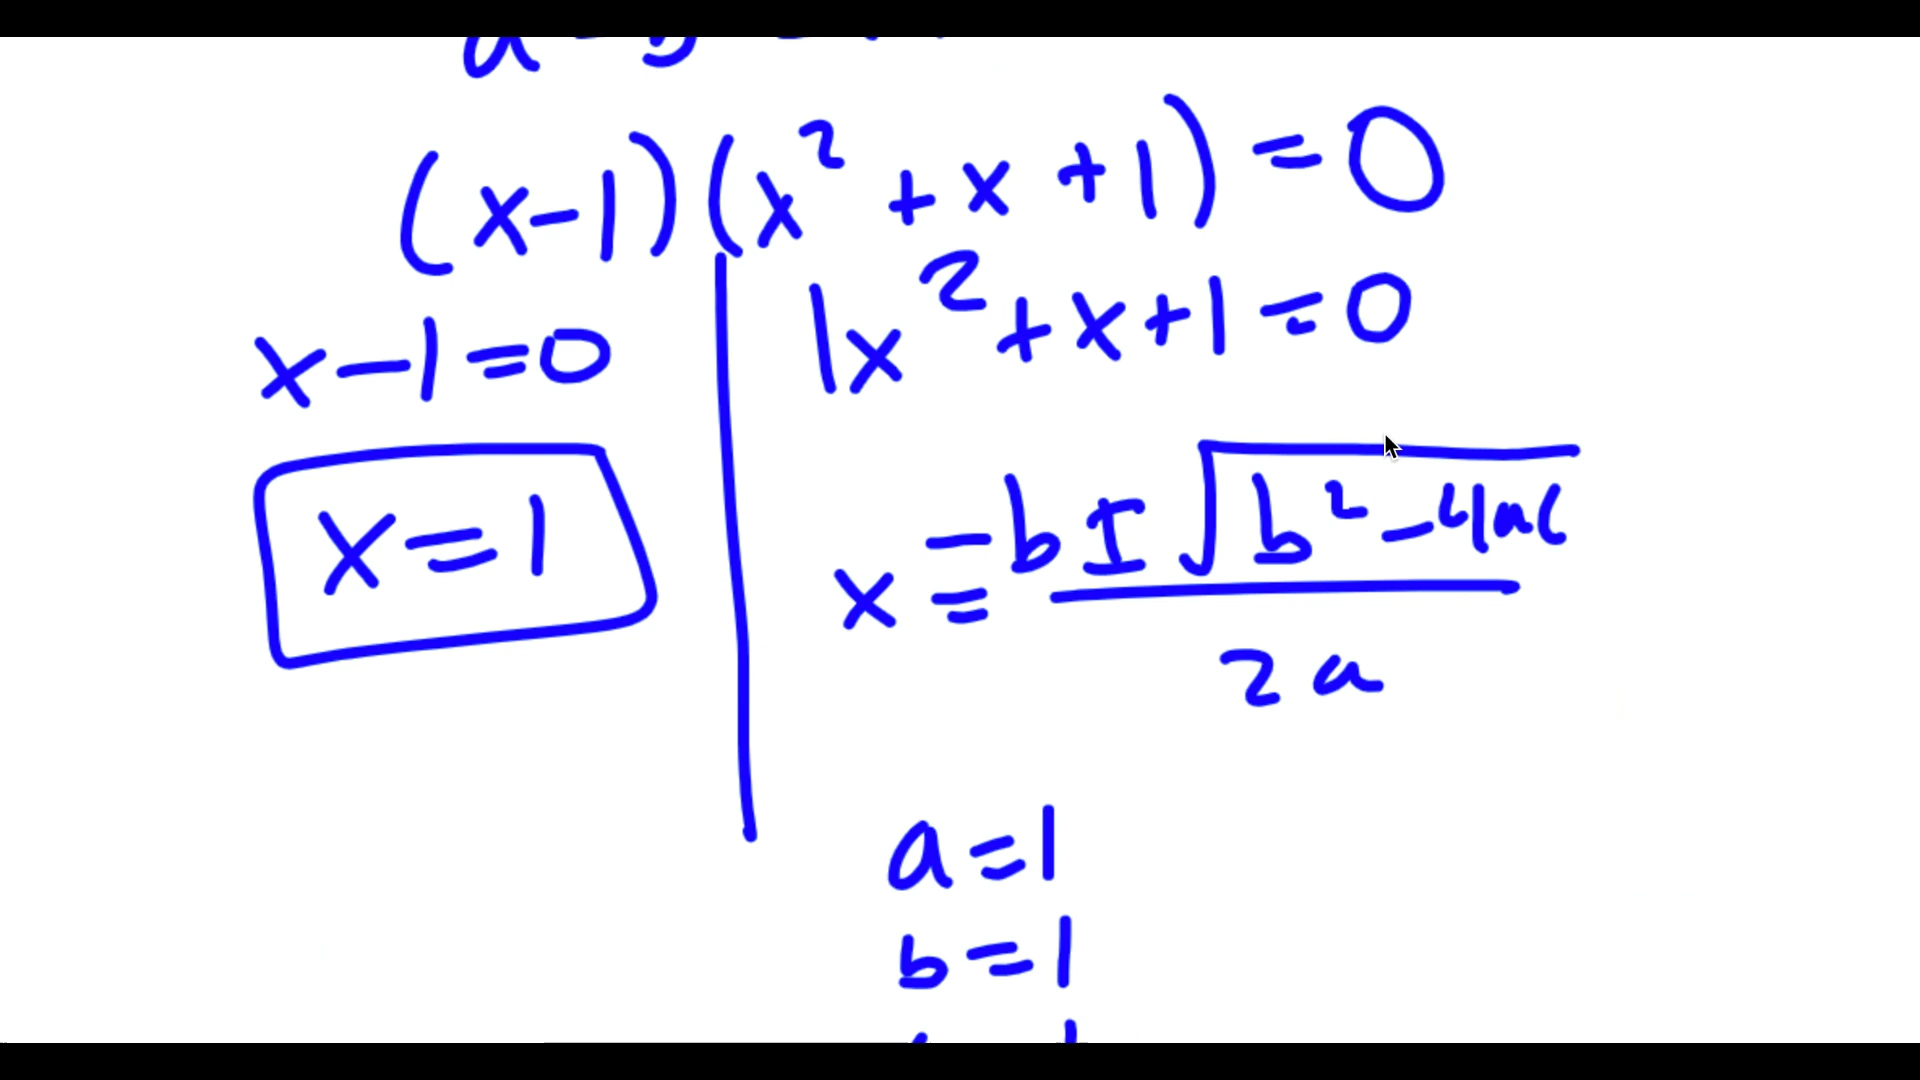 (x-1)(x²+x+1)=0
x-1=0
x=1
1x²+x+1=0
x=-b±√b²-4ac
2a
a=1
b=1